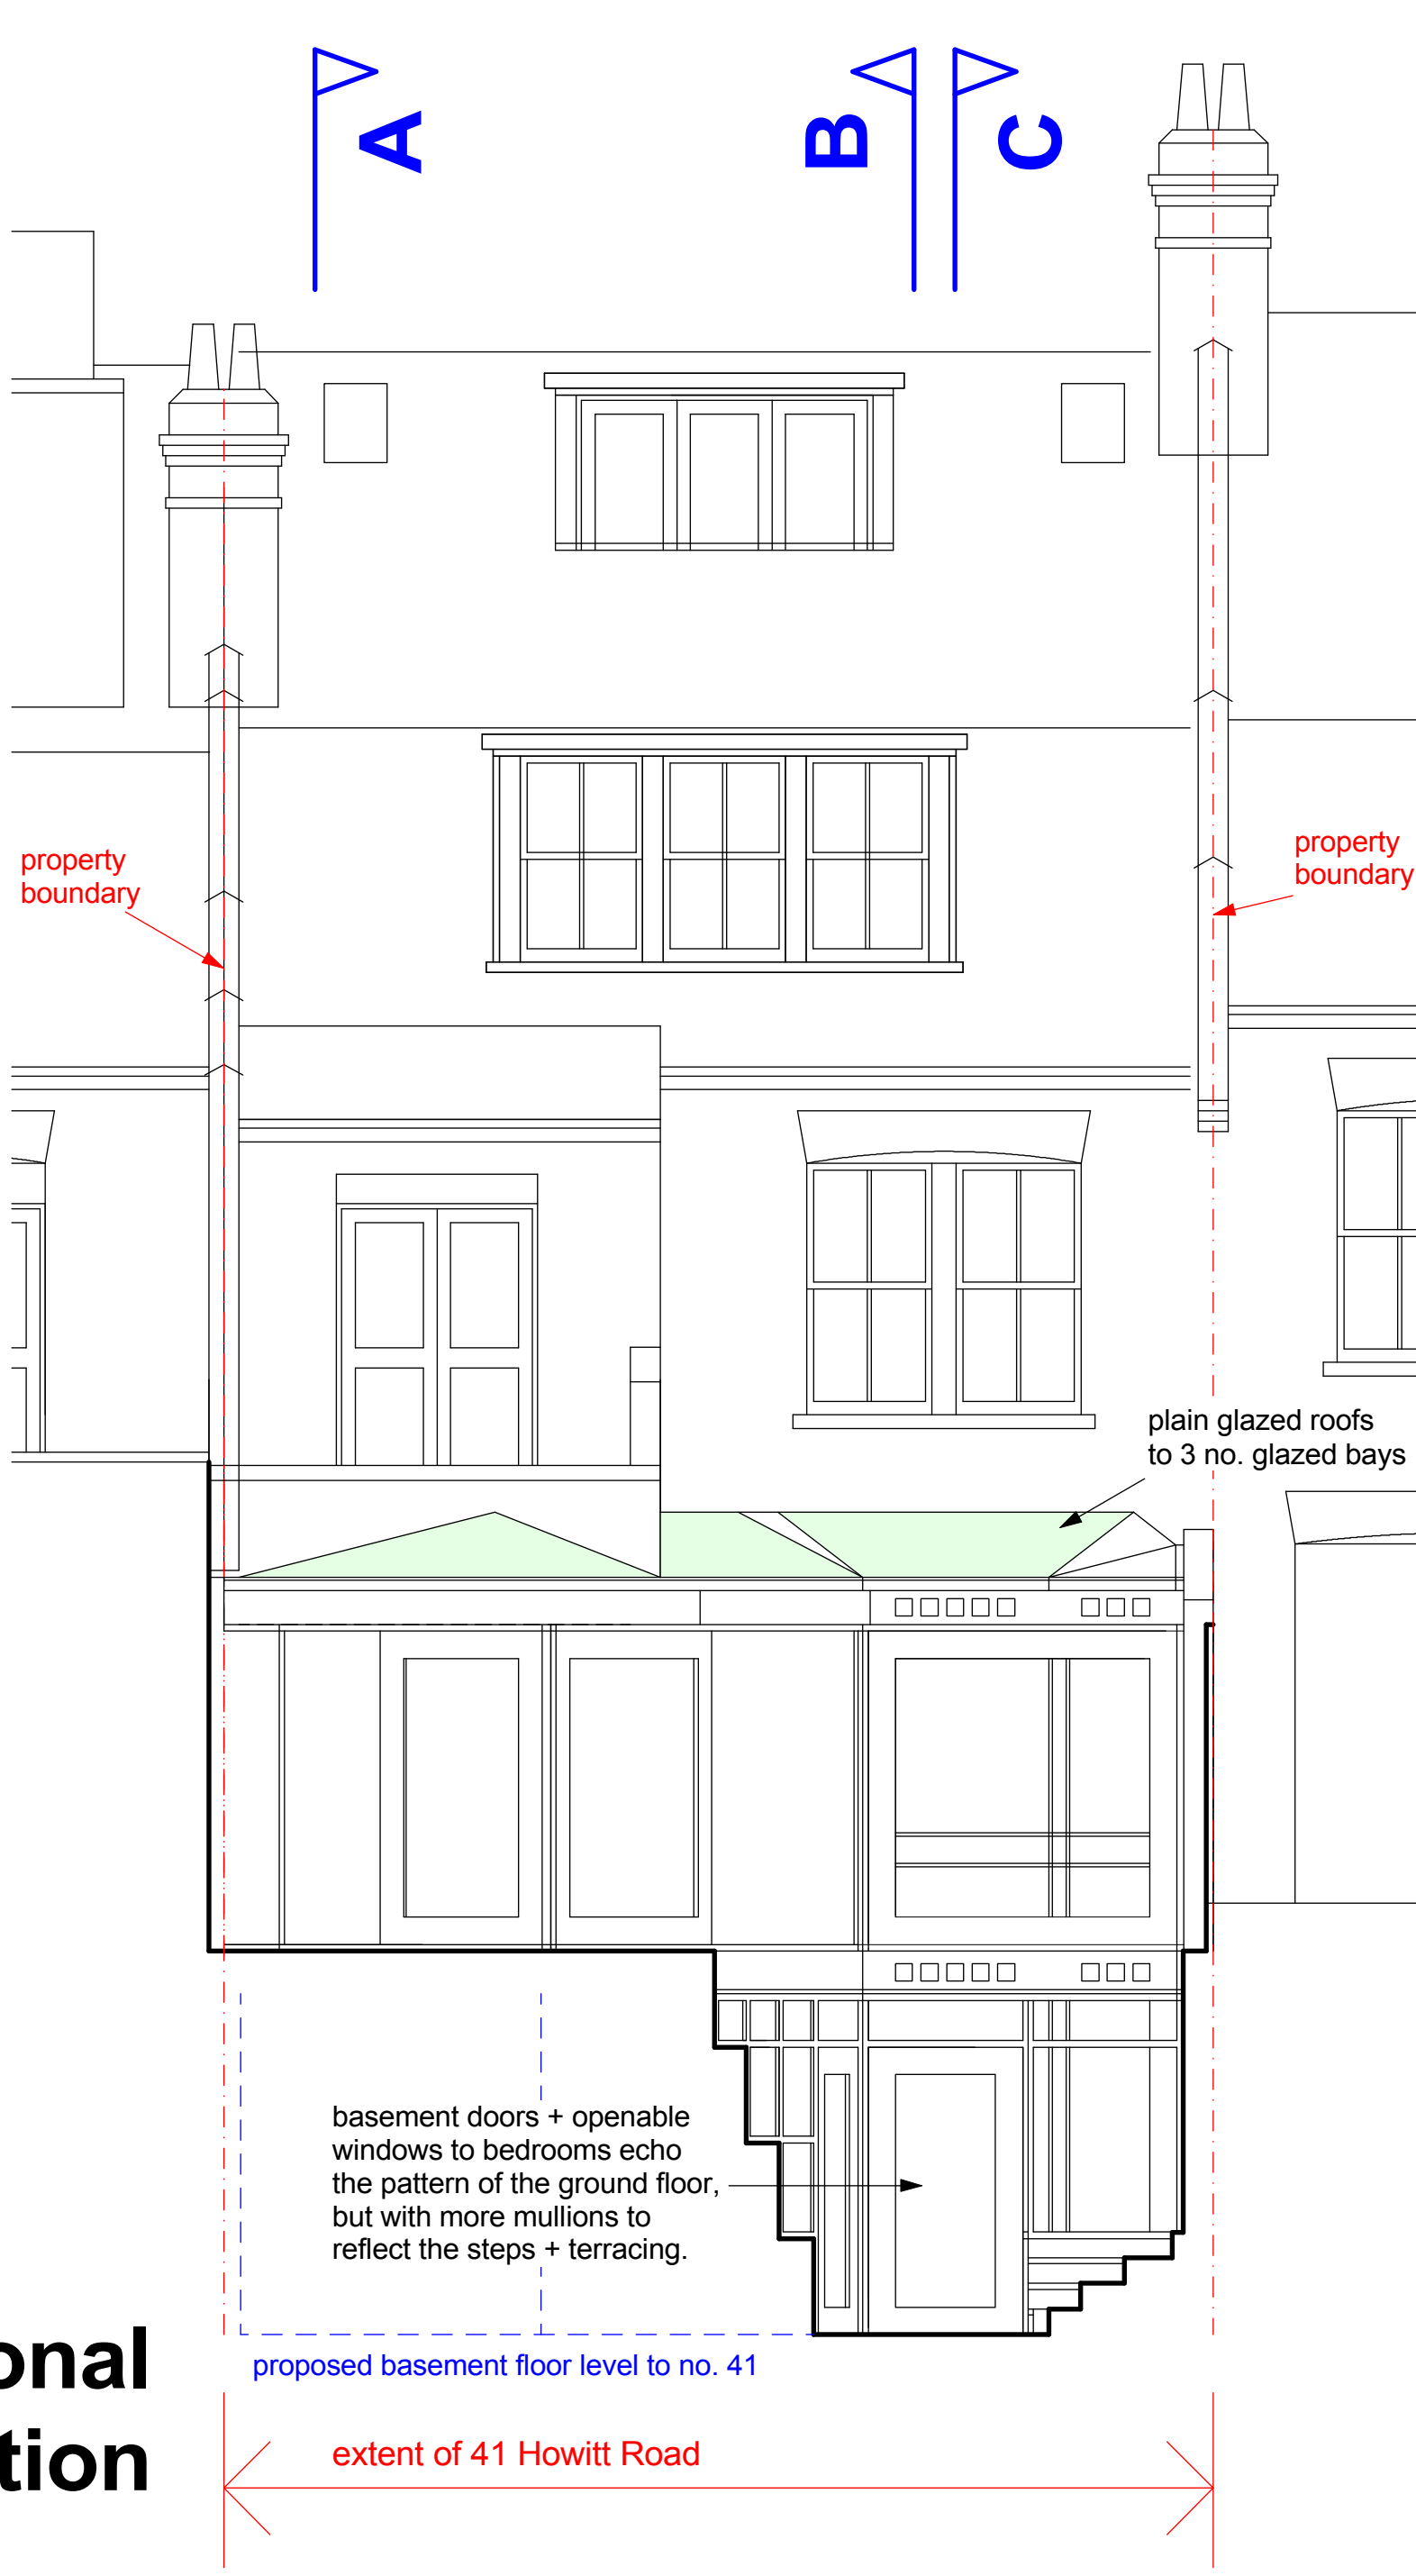 A
B
C
property
boundary
property
boundary
plain glazed roofs
to 3 no. glazed bays
basement doors + openable
windows to bedrooms echo
the pattern of the ground floor,
but with more mullions to
reflect the steps + terracing.
onal
tion
proposed basement floor level to no. 41
extent of 41 Howitt Road